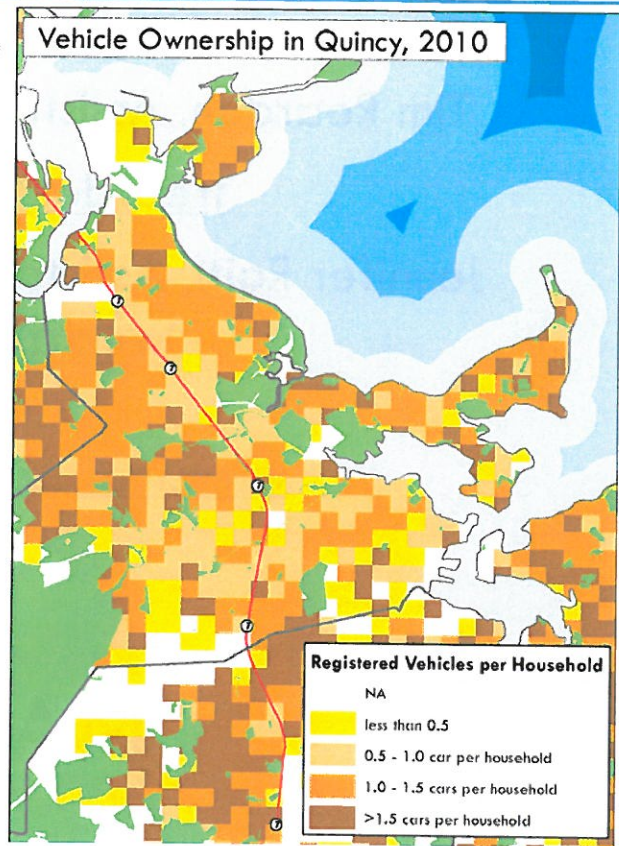 Vehicle Ownership in Quincy, 2010
T
T
T
T
T
Registered Vehicles per Household
NA
less than 0.5
0.5 - 1.0 car per household
1.0 - 1.5 cars per household
>1.5 cars per household